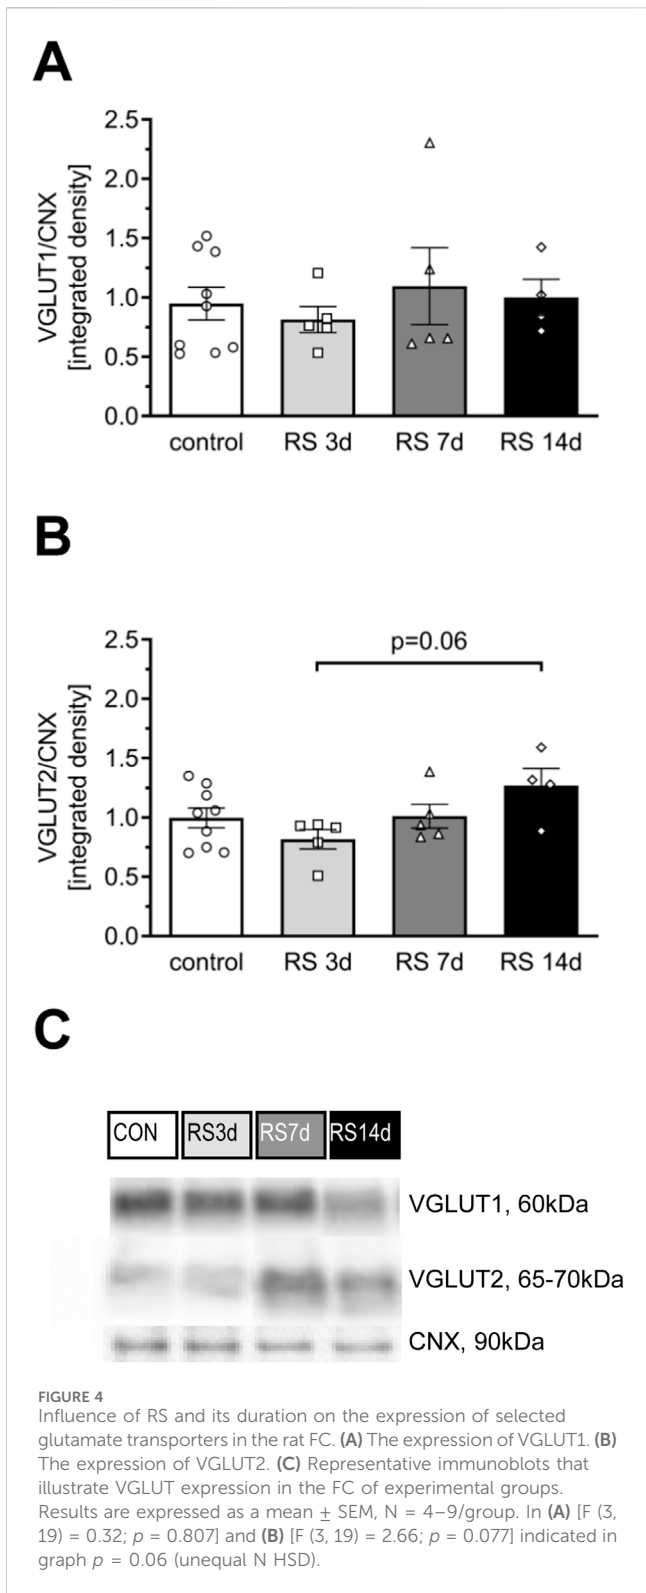 A
VGLUT1/CNX
[integrated density]
2.5
2.0
1.5
1.0
0.5
0.0
control RS 3d RS 7d RS 14d
B
VGLUT2/CNX
[integrated density]
2.5
2.0
1.5
1.0
0.5
0.0
p=0.06
control RS 3d RS 7d RS 14d
C
CON RS3d RS7d RS14d
VGLUT1, 60kDa
VGLUT2, 65-70kDa
CNX, 90kDa
FIGURE 4
Influence of RS and its duration on the expression of selected
glutamate transporters in the rat FC. (A) The expression of VGLUT1. (B)
The expression of VGLUT2. (C) Representative immunoblots that
illustrate VGLUT expression in the FC of experimental groups.
Results are expressed as a mean ± SEM, N = 4–9/group. In (A) [F (3,
19) = 0.32; p = 0.807] and (B) [F (3, 19) = 2.66; p = 0.077] indicated in
graph p = 0.06 (unequal N HSD).